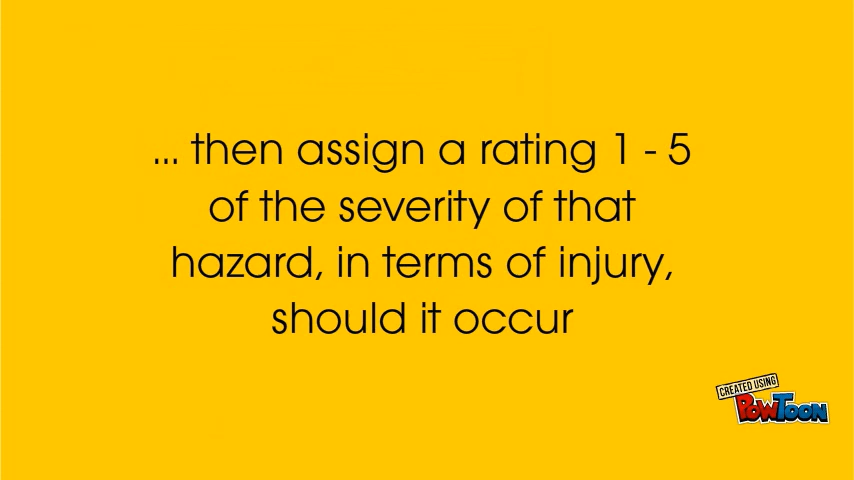 ... then assign a rating 1 - 5
of the severity of that
hazard, in terms of injury,
should it occur
CREATED USING
POWTOON